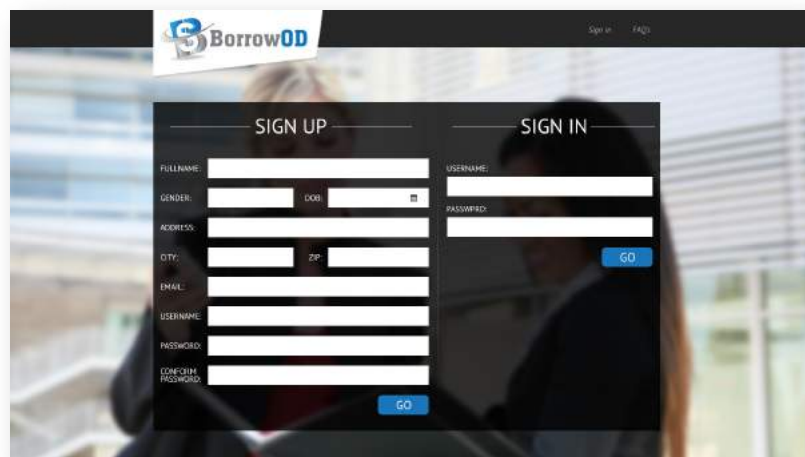 BorrowOD
Sign in FAQ's
SIGN UP
FULLNAME:
GENDER: DOB:
ADDRESS:
CITY: ZIP:
EMAIL:
USERNAME:
PASSWORD:
CONFORM
PASSWORD:
GO
SIGN IN
USERNAME:
PASSWPRD:
GO